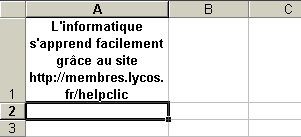 A B C
L'informatique
s'apprend facilement
grâce au site
http://membres.lycos.
fr/helpclic
1
2
3